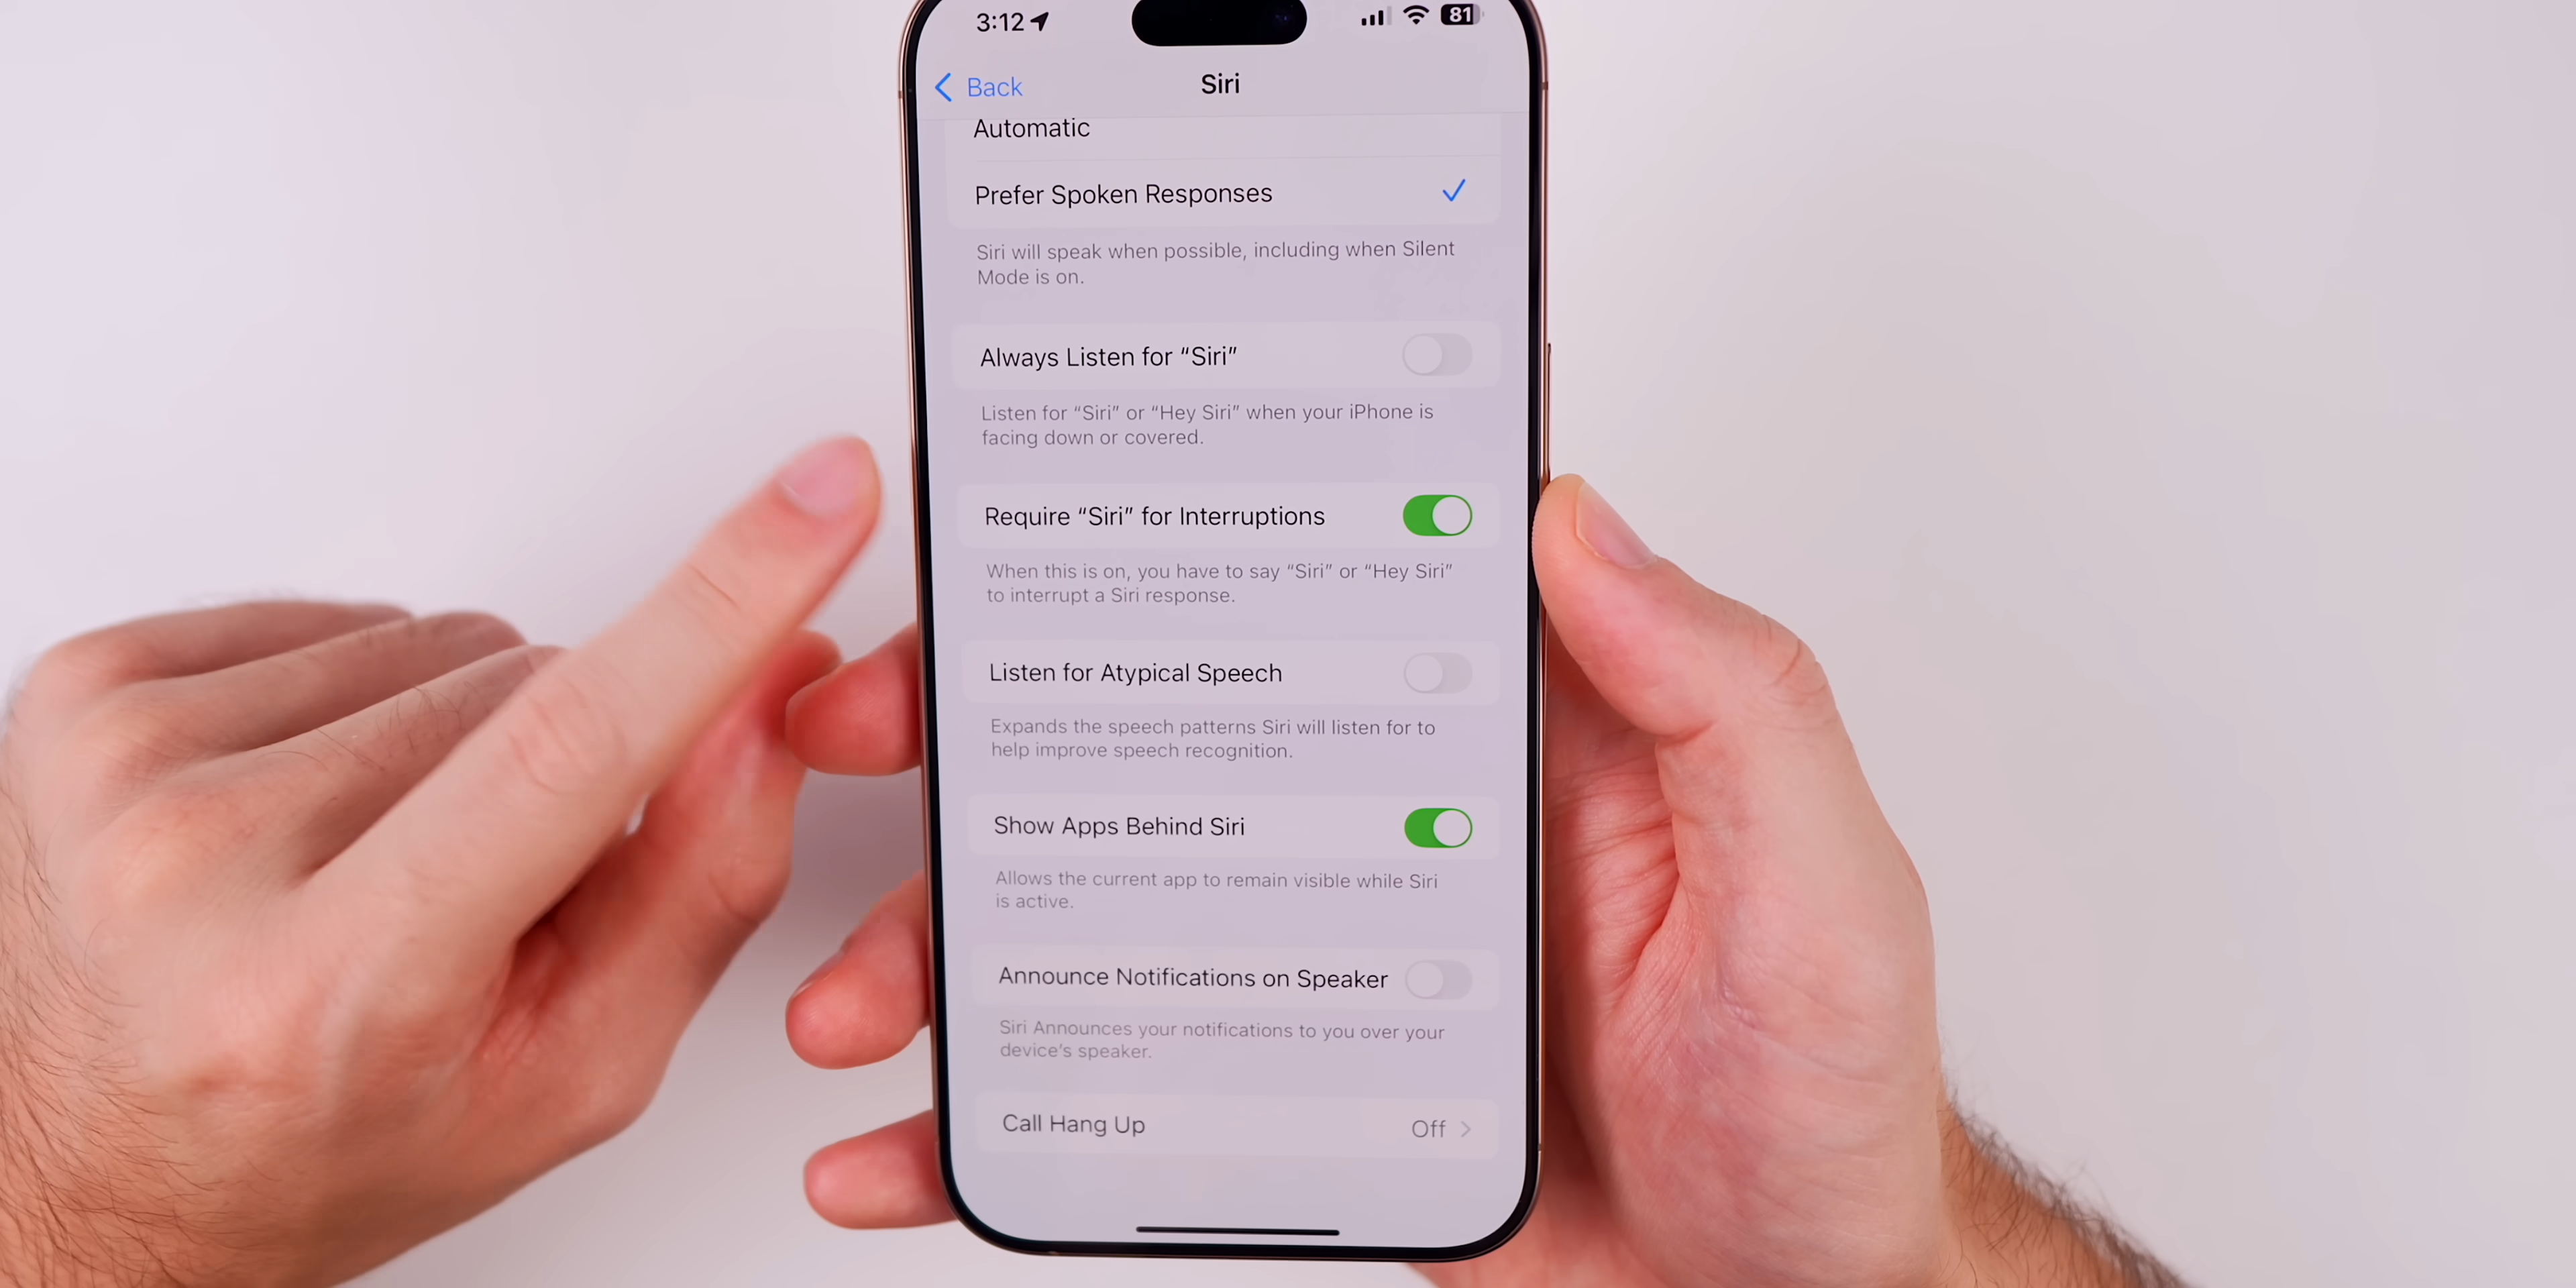 3:12
81
Back
Siri
Automatic
Prefer Spoken Responses
Siri will speak when possible, including when Silent
Mode is on.
Always Listen for “Siri”
Listen for “Siri” or “Hey Siri” when your iPhone is
facing down or covered.
Require “Siri” for Interruptions
When this is on, you have to say “Siri” or “Hey Siri”
to interrupt a Siri response.
Listen for Atypical Speech
Expands the speech patterns Siri will listen for to
help improve speech recognition.
Show Apps Behind Siri
Allows the current app to remain visible while Siri
is active.
Announce Notifications on Speaker
Siri Announces your notifications to you over your
device’s speaker.
Call Hang Up
Off